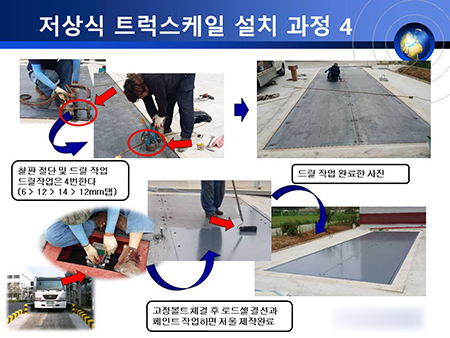 저상식 트럭스케일 설치 과정 4
철판 절단 및 드릴 작업
드릴작업은 4번한다
(6 > 12 > 14 > 12mm탭)
드릴 작업 완료한 사진
고정볼트체결 후 로드셀 결선과
페인트 작업하면 저울 제작완료